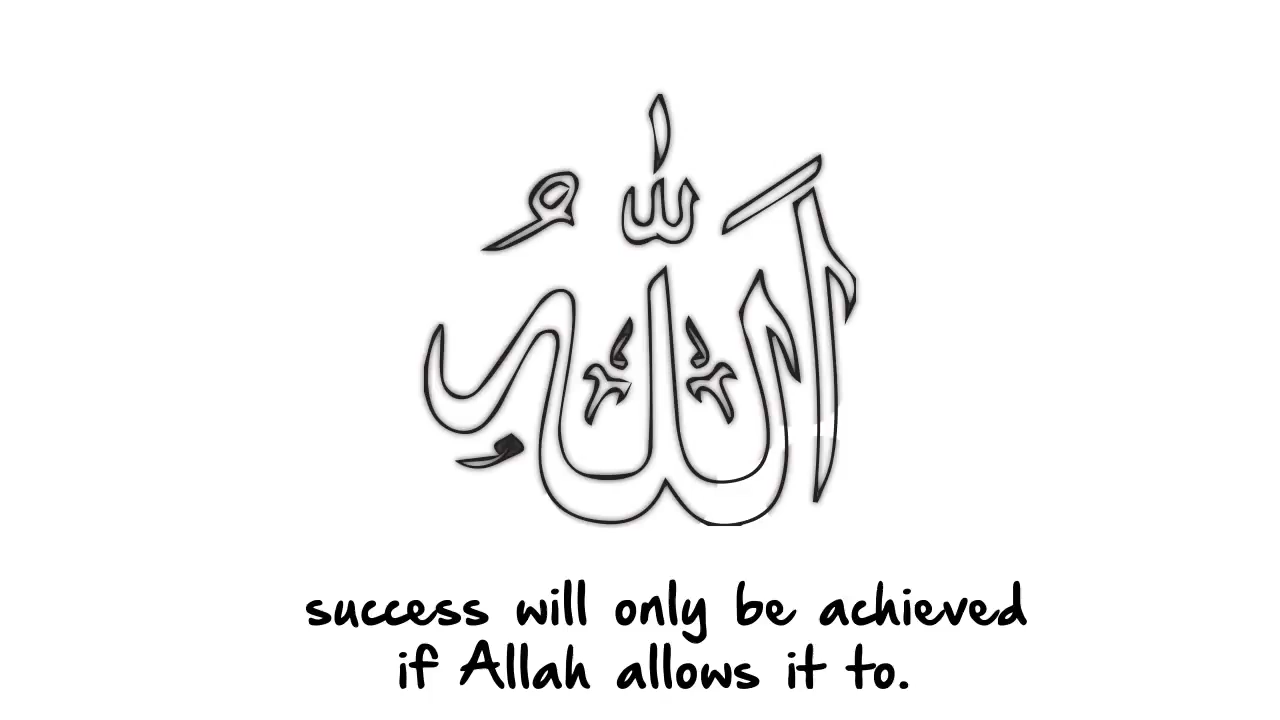 الله
success will only be achieved
if Allah allows it to.